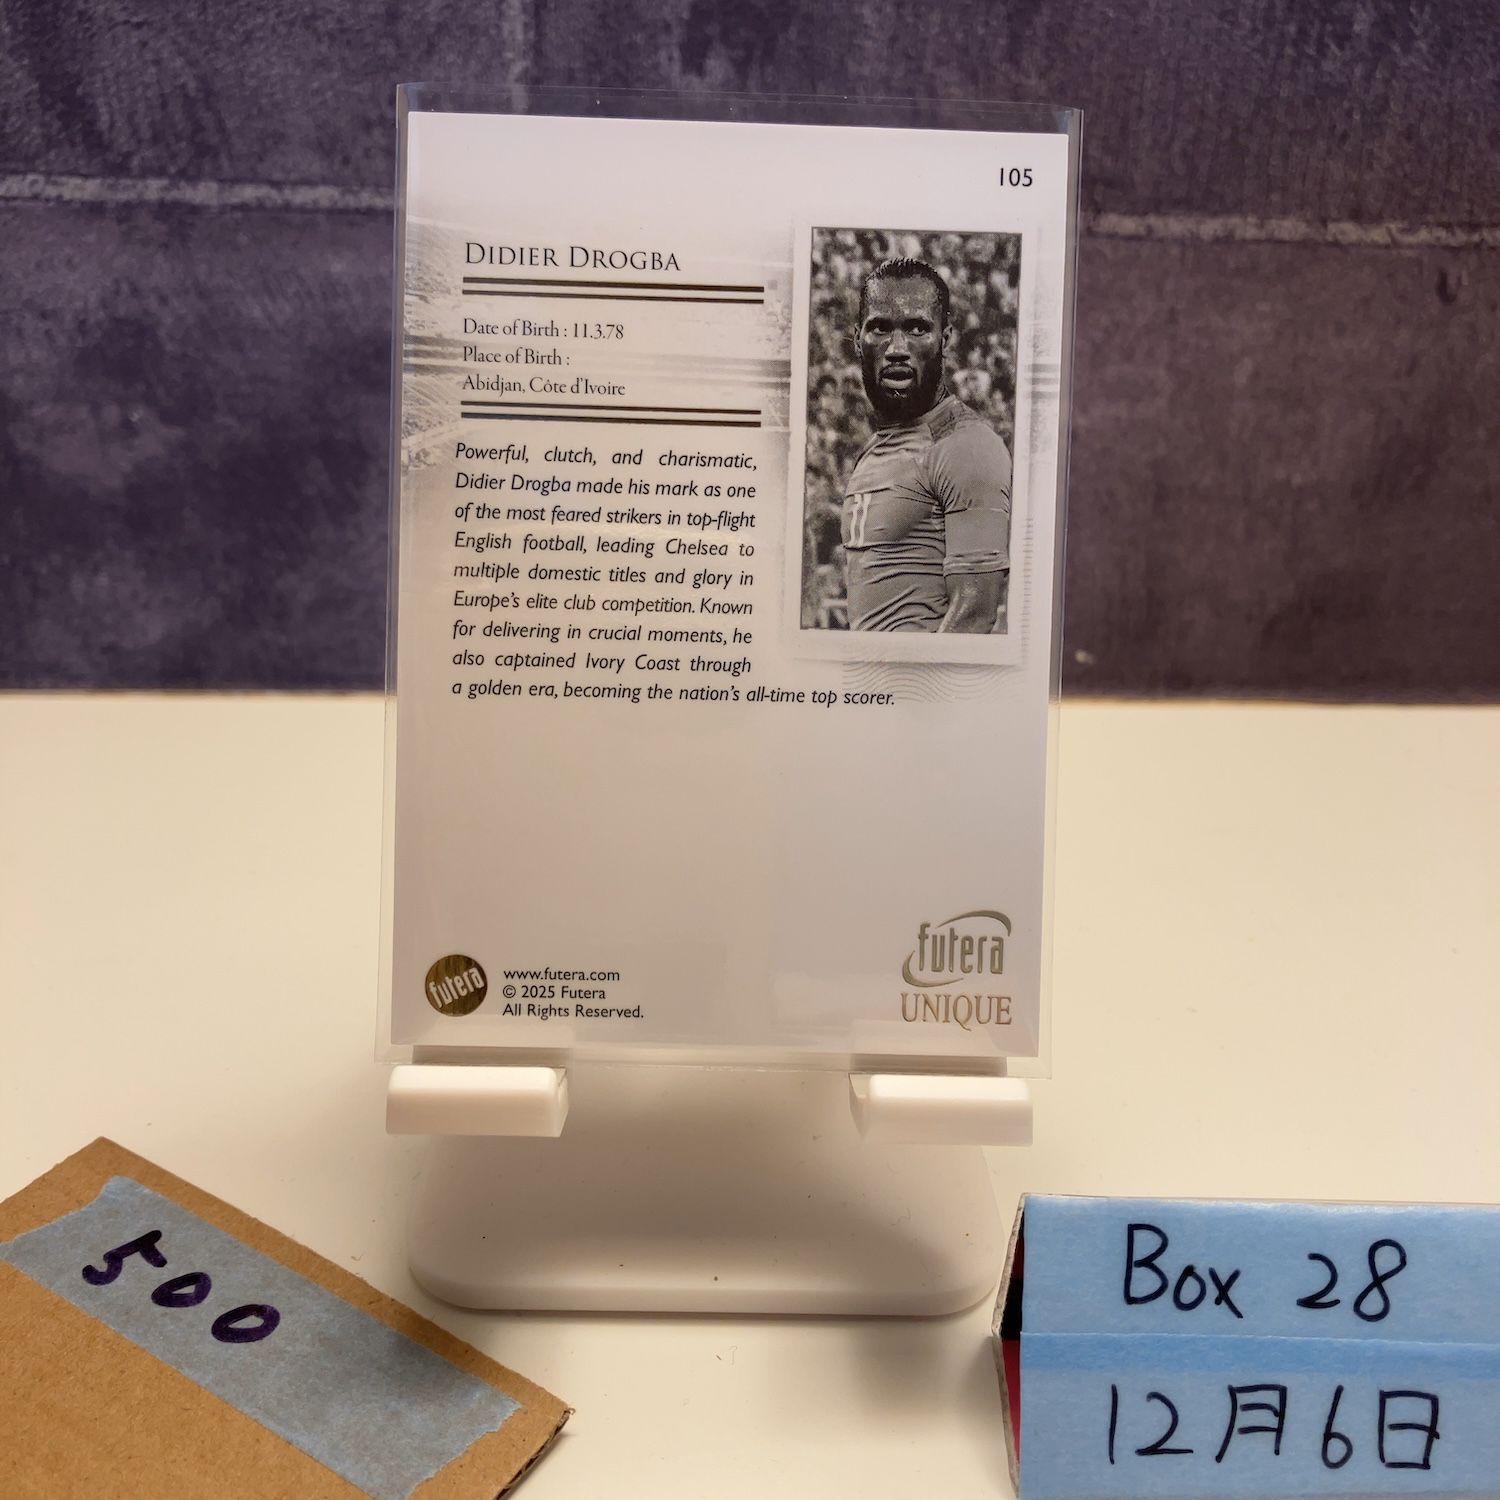 105
DIDIER DROGBA
Date of Birth : 11.3.78
Place of Birth :
Abidjan, Côte d'Ivoire
Powerful, clutch, and charismatic,
Didier Drogba made his mark as one
of the most feared strikers in top-flight
English football, leading Chelsea to
multiple domestic titles and glory in
Europe's elite club competition. Known
for delivering in crucial moments, he
also captained Ivory Coast through
a golden era, becoming the nation's all-time top scorer.
11
futera
UNIQUE
futera
www.futera.com
© 2025 Futera
All Rights Reserved.
500
Box 28
12月6日